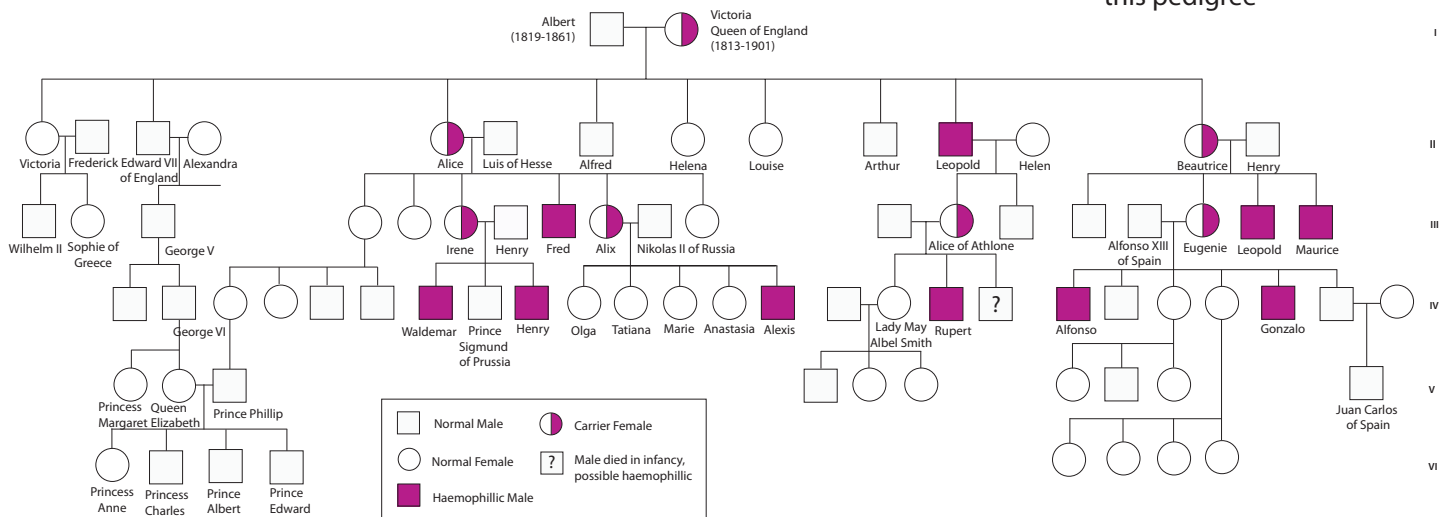 this pedigree
Albert
(1819-1861)
Victoria
Queen of England
(1813-1901)
I
Victoria
Frederick
Edward VII
of England
Alexandra
Alice
Luis of Hesse
Alfred
Helena
Louise
Arthur
Leopold
Helen
Beautrice
Henry
II
Wilhelm II
Sophie of
Greece
George V
Irene
Henry
Fred
Alix
Nikolas II of Russia
Alice of Athlone
Alfonso XIII
of Spain
Eugenie
Leopold
Maurice
III
George VI
Waldemar
Prince
Sigmund
of Prussia
Henry
Olga
Tatiana
Marie
Anastasia
Alexis
Lady May
Albel Smith
Rupert
?
Alfonso
Gonzalo
IV
Princess
Margaret
Queen
Elizabeth
Prince Phillip
Juan Carlos
of Spain
V
Princess
Anne
Princess
Charles
Prince
Albert
Prince
Edward
VI
Normal Male
Carrier Female
Normal Female
?
Male died in infancy,
possible haemophillic
Haemophillic Male